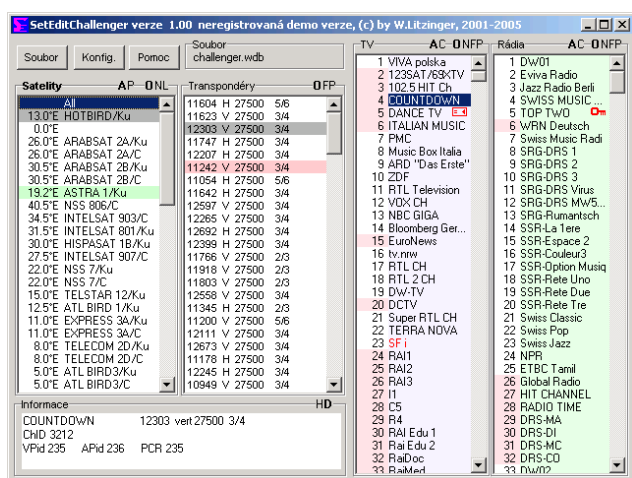 SetEditChallenger verze 1.00 neregistrovaná demo verze, (c) by W.Litzinger, 2001-2005
Soubor
Konfig.
Pomoc
Soubor
challenger.wdb
Satelity AP-ONL
All
13.0°E HOTBIRD/Ku
0.0°E
26.0°E ARABSAT 2A/Ku
26.0°E ARABSAT 2A/C
30.5°E ARABSAT 2B/Ku
30.5°E ARABSAT 2B/C
19.2°E ASTRA 1/Ku
40.5°E NSS 806/C
34.5°E INTELSAT 903/C
31.5°E INTELSAT 801/Ku
30.0°E HISPASAT 1B/Ku
27.5°E INTELSAT 907/C
22.0°E NSS 7/Ku
22.0°E NSS 7/C
15.0°E TELSTAR 12/Ku
12.5°E ATL BIRD 1/Ku
11.0°E EXPRESS 3A/Ku
11.0°E EXPRESS 3A/C
8.0°E TELECOM 2D/Ku
8.0°E TELECOM 2D/C
5.0°E ATL BIRD3/Ku
5.0°E ATL BIRD3/C
Transpondéry OFP
11604 H 27500 5/6
11623 V 27500 3/4
12303 V 27500 3/4
11747 H 27500 3/4
12207 H 27500 3/4
11242 V 27500 3/4
11054 H 27500 5/6
11642 H 27500 3/4
12597 V 27500 3/4
12265 V 27500 3/4
12692 H 27500 3/4
12399 H 27500 3/4
11766 V 27500 2/3
11918 V 27500 2/3
11803 V 27500 2/3
12558 V 27500 3/4
11345 H 27500 2/3
11200 V 27500 5/6
12111 V 27500 3/4
12673 V 27500 3/4
11178 H 27500 3/4
12245 H 27500 3/4
10949 V 27500 3/4
Informace HD
COUNTDOWN 12303 vert 27500 3/4
ChID 3212
VPid 235 APid 236 PCR 235
TV AC-ONFP
1 VIVA polska
2 123SAT/69XTV
3 102.5 HIT Ch
4 COUNTDOWN
5 DANCE TV
6 ITALIAN MUSIC
7 PMC
8 Music Box Italia
9 ARD "Das Erste"
10 ZDF
11 RTL Television
12 VOX CH
13 NBC GIGA
14 Bloomberg Ger...
15 EuroNews
16 tv.nrw
17 RTL CH
18 RTL 2 CH
19 DW-TV
20 DCTV
21 Super RTL CH
22 TERRA NOVA
23 SF i
24 RAI1
25 RAI2
26 RAI3
27 I1
28 C5
29 R4
30 RAI Edu 1
31 Rai Edu 2
32 RaiDoc
33 RaiMed
Rádia AC-ONFP
1 DW01
2 Eviva Radio
3 Jazz Radio Berli
4 SWISS MUSIC ...
5 TOP TWO
6 WRN Deutsch
7 Swiss Music Radi
8 SRG-DRS 1
9 SRG-DRS 2
10 SRG-DRS 3
11 SRG-DRS Virus
12 SRG-DRS MW5...
13 SRG-Rumantsch
14 SSR-La 1ere
15 SSR-Espace 2
16 SSR-Couleur3
17 SSR-Option Musiq
18 SSR-Rete Uno
19 SSR-Rete Due
20 SSR-Rete Tre
21 Swiss Classic
22 Swiss Pop
23 Swiss Jazz
24 NPR
25 ETBC Tamil
26 Global Radio
27 HIT CHANNEL
28 RADIO TIME
29 DRS-MA
30 DRS-DI
31 DRS-MC
32 DRS-CO
33 DW02